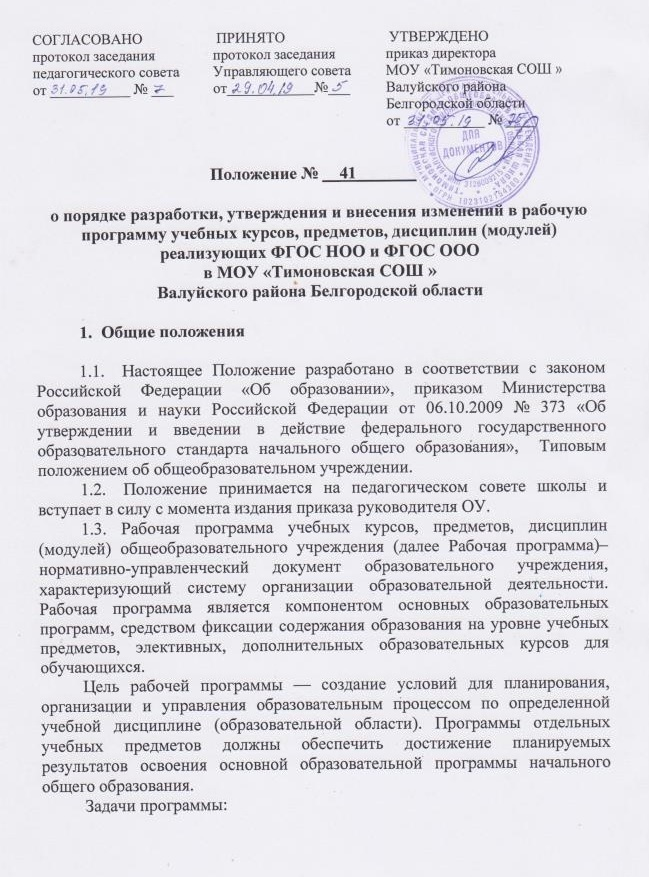 СОГЛАСОВАНО
протокол заседания
педагогического совета
от 31.05.19 № 7
ПРИНЯТО
протокол заседания
Управляющего совета
от 29.04.19 № 5
УТВЕРЖДЕНО
приказ директора
МОУ «Тимоновская СОШ »
Валуйского района
Белгородской области
от 31.05.19 № 75
ДЛЯ
ДОКУМЕНТОВ
Положение № 41
о порядке разработки, утверждения и внесения изменений в рабочую
программу учебных курсов, предметов, дисциплин (модулей)
реализующих ФГОС НОО и ФГОС ООО
в МОУ «Тимоновская СОШ »
Валуйского района Белгородской области
1. Общие положения
1.1. Настоящее Положение разработано в соответствии с законом
Российской Федерации «Об образовании», приказом Министерства
образования и науки Российской Федерации от 06.10.2009 № 373 «Об
утверждении и введении в действие федерального государственного
образовательного стандарта начального общего образования», Типовым
положением об общеобразовательном учреждении.
1.2. Положение принимается на педагогическом совете школы и
вступает в силу с момента издания приказа руководителя ОУ.
1.3. Рабочая программа учебных курсов, предметов, дисциплин
(модулей) общеобразовательного учреждения (далее Рабочая программа)–
нормативно-управленческий документ образовательного учреждения,
характеризующий систему организации образовательной деятельности.
Рабочая программа является компонентом основных образовательных
программ, средством фиксации содержания образования на уровне учебных
предметов, элективных, дополнительных образовательных курсов для
обучающихся.
Цель рабочей программы — создание условий для планирования,
организации и управления образовательным процессом по определенной
учебной дисциплине (образовательной области). Программы отдельных
учебных предметов должны обеспечить достижение планируемых
результатов освоения основной образовательной программы начального
общего образования.
Задачи программы: